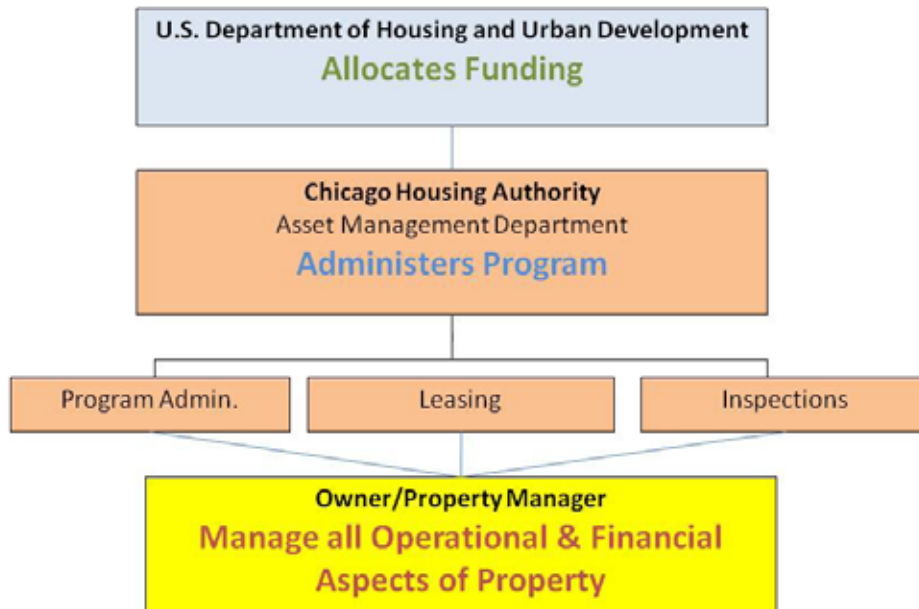 U.S. Department of Housing and Urban Development
Allocates Funding
Chicago Housing Authority
Asset Management Department
Administers Program
Program Admin.
Leasing
Inspections
Owner/Property Manager
Manage all Operational & Financial
Aspects of Property